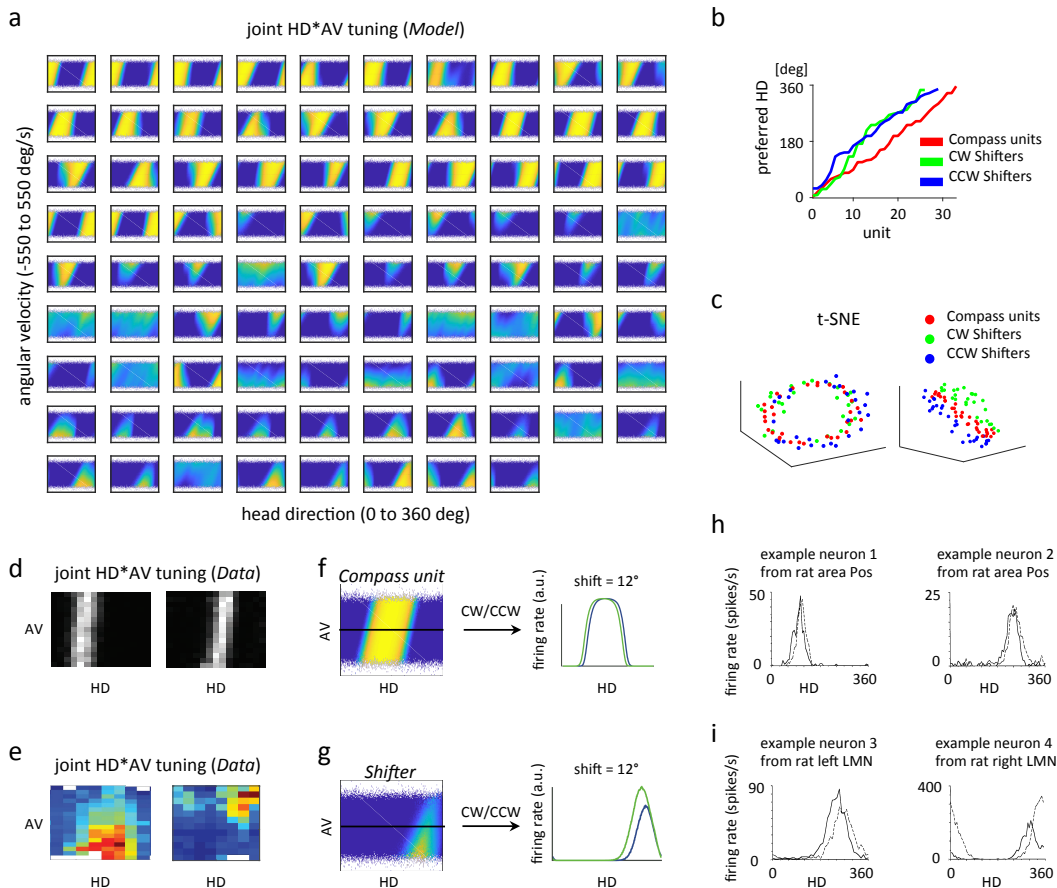 a
joint HD*AV tuning (Model)
angular velocity (-550 to 550 deg/s)
head direction (0 to 360 deg)
b
[deg]
360
180
0
preferred HD
Compass units
CW Shifters
CCW Shifters
0
10
20
30
unit
c
t-SNE
Compass units
CW Shifters
CCW Shifters
d
joint HD*AV tuning (Data)
AV
HD
HD
e
joint HD*AV tuning (Data)
AV
HD
HD
f
Compass unit
AV
HD
CW/CCW
shift = 12°
firing rate (a.u.)
HD
g
Shifter
AV
HD
CW/CCW
shift = 12°
firing rate (a.u.)
HD
h
example neuron 1
from rat area Pos
firing rate (spikes/s)
50
0
0
HD
360
example neuron 2
from rat area Pos
25
0
0
HD
360
i
example neuron 3
from rat left LMN
firing rate (spikes/s)
90
0
0
HD
360
example neuron 4
from rat right LMN
400
0
0
HD
360